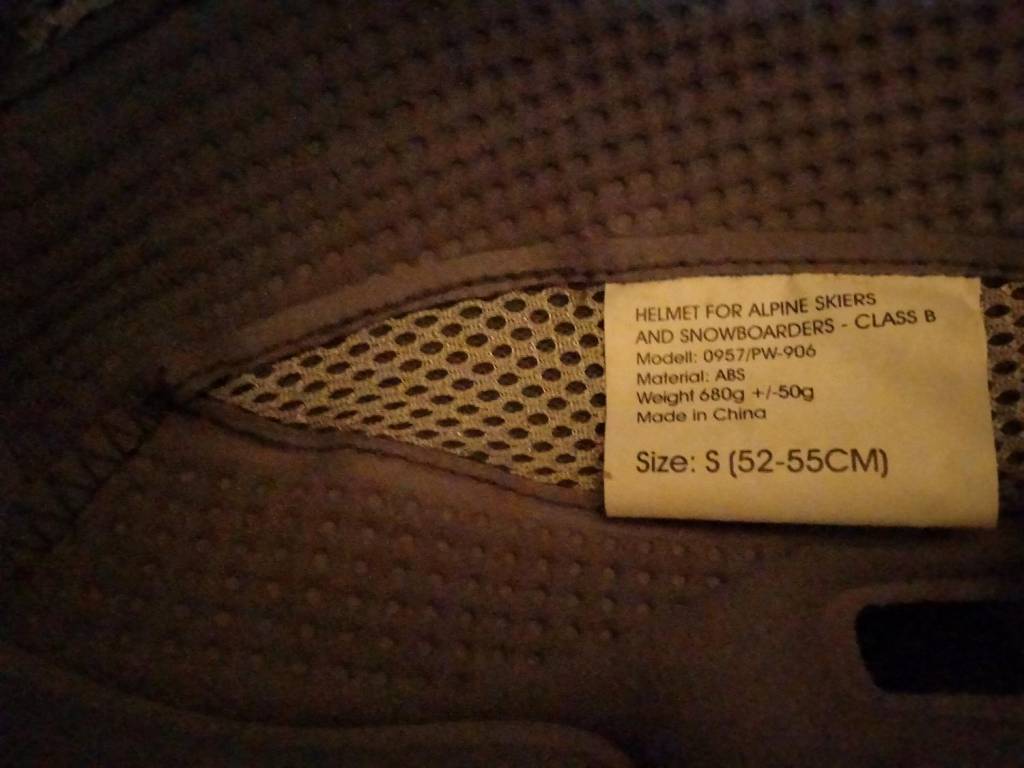 HELMET FOR ALPINE SKIERS
AND SNOWBOARDERS - CLASS B
Modell: 0957/PW-906
Material: ABS
Weight 680g +/-50g
Made in China
Size: S (52-55CM)